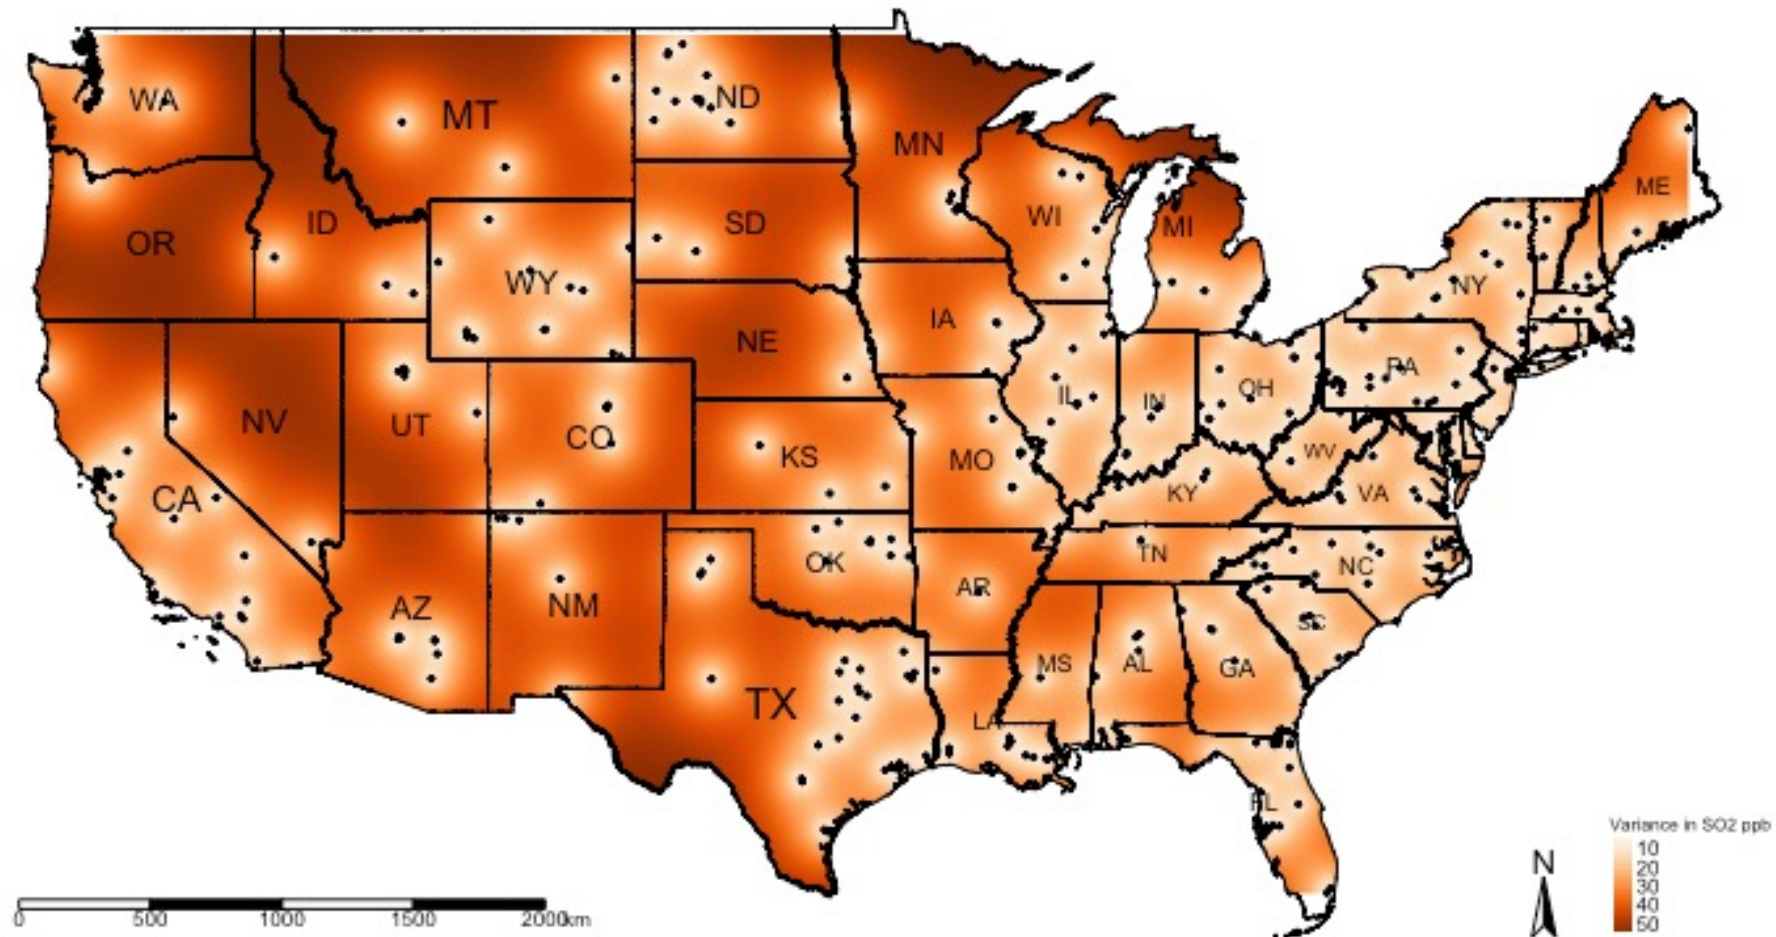 WA
MT
ND
MN
OR
ID
SD
WI
MI
ME
WY
NY
IA
NE
NV
UT
CO
IL
IN
OH
PA
CA
KS
MO
WV
KY
VA
OK
TN
NC
AZ
NM
AR
SC
TX
MS
AL
GA
LA
FL
Variance in SO2 ppb
10
20
30
40
50
N
0 500 1000 1500 2000km